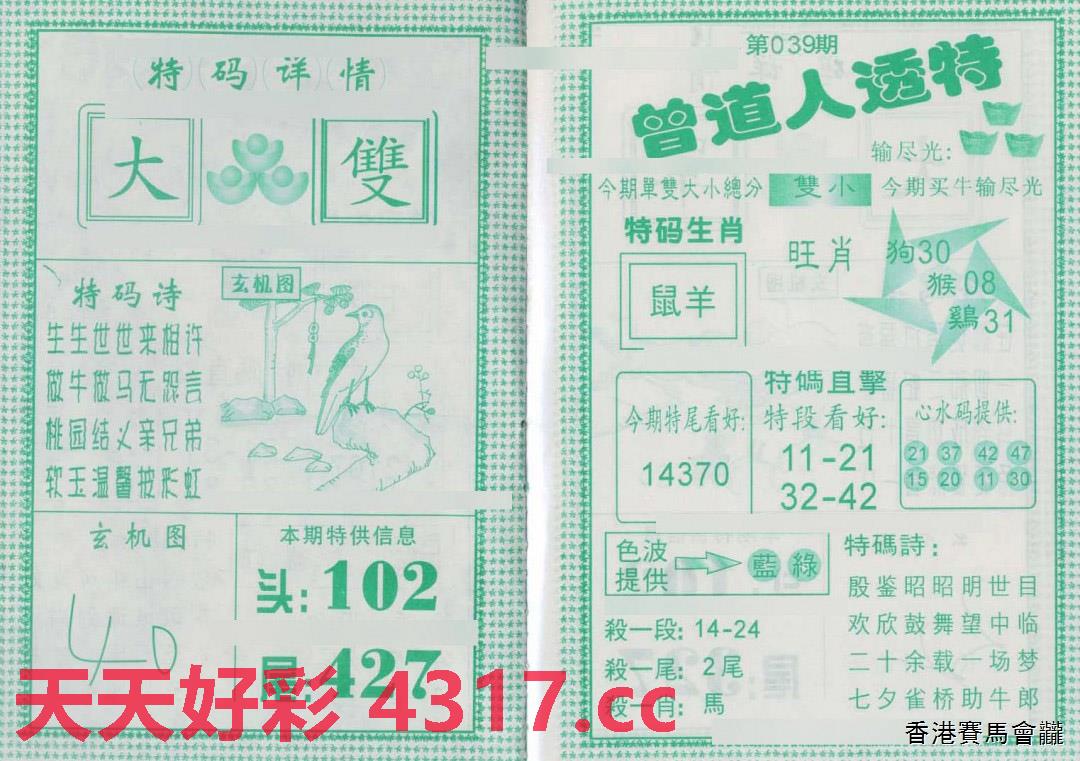 特码详情
大 雙
特码诗
生生世世来相许
做牛做马无怨言
桃园结义亲兄弟
软玉温馨披彩虹
玄机图
玄机图
40
本期特供信息
头:102
尾:427
第039期
曾道人透特
输尽光:
今期單雙大小總分 雙小 今期买牛输尽光
特码生肖
鼠羊
旺肖
狗30
猴08
鷄31
今期特尾看好:
14370
特碼直擊
特段看好:
11-21
32-42
心水码提供:
21 37 42 47
15 20 11 30
色波
提供
藍 綠
殺一段: 14-24
殺一尾: 2尾
殺一肖: 馬
特碼詩:
殷鉴昭昭明世目
欢欣鼓舞望中临
二十余载一场梦
七夕雀桥助牛郎
天天好彩 4317.cc
香港賽馬會